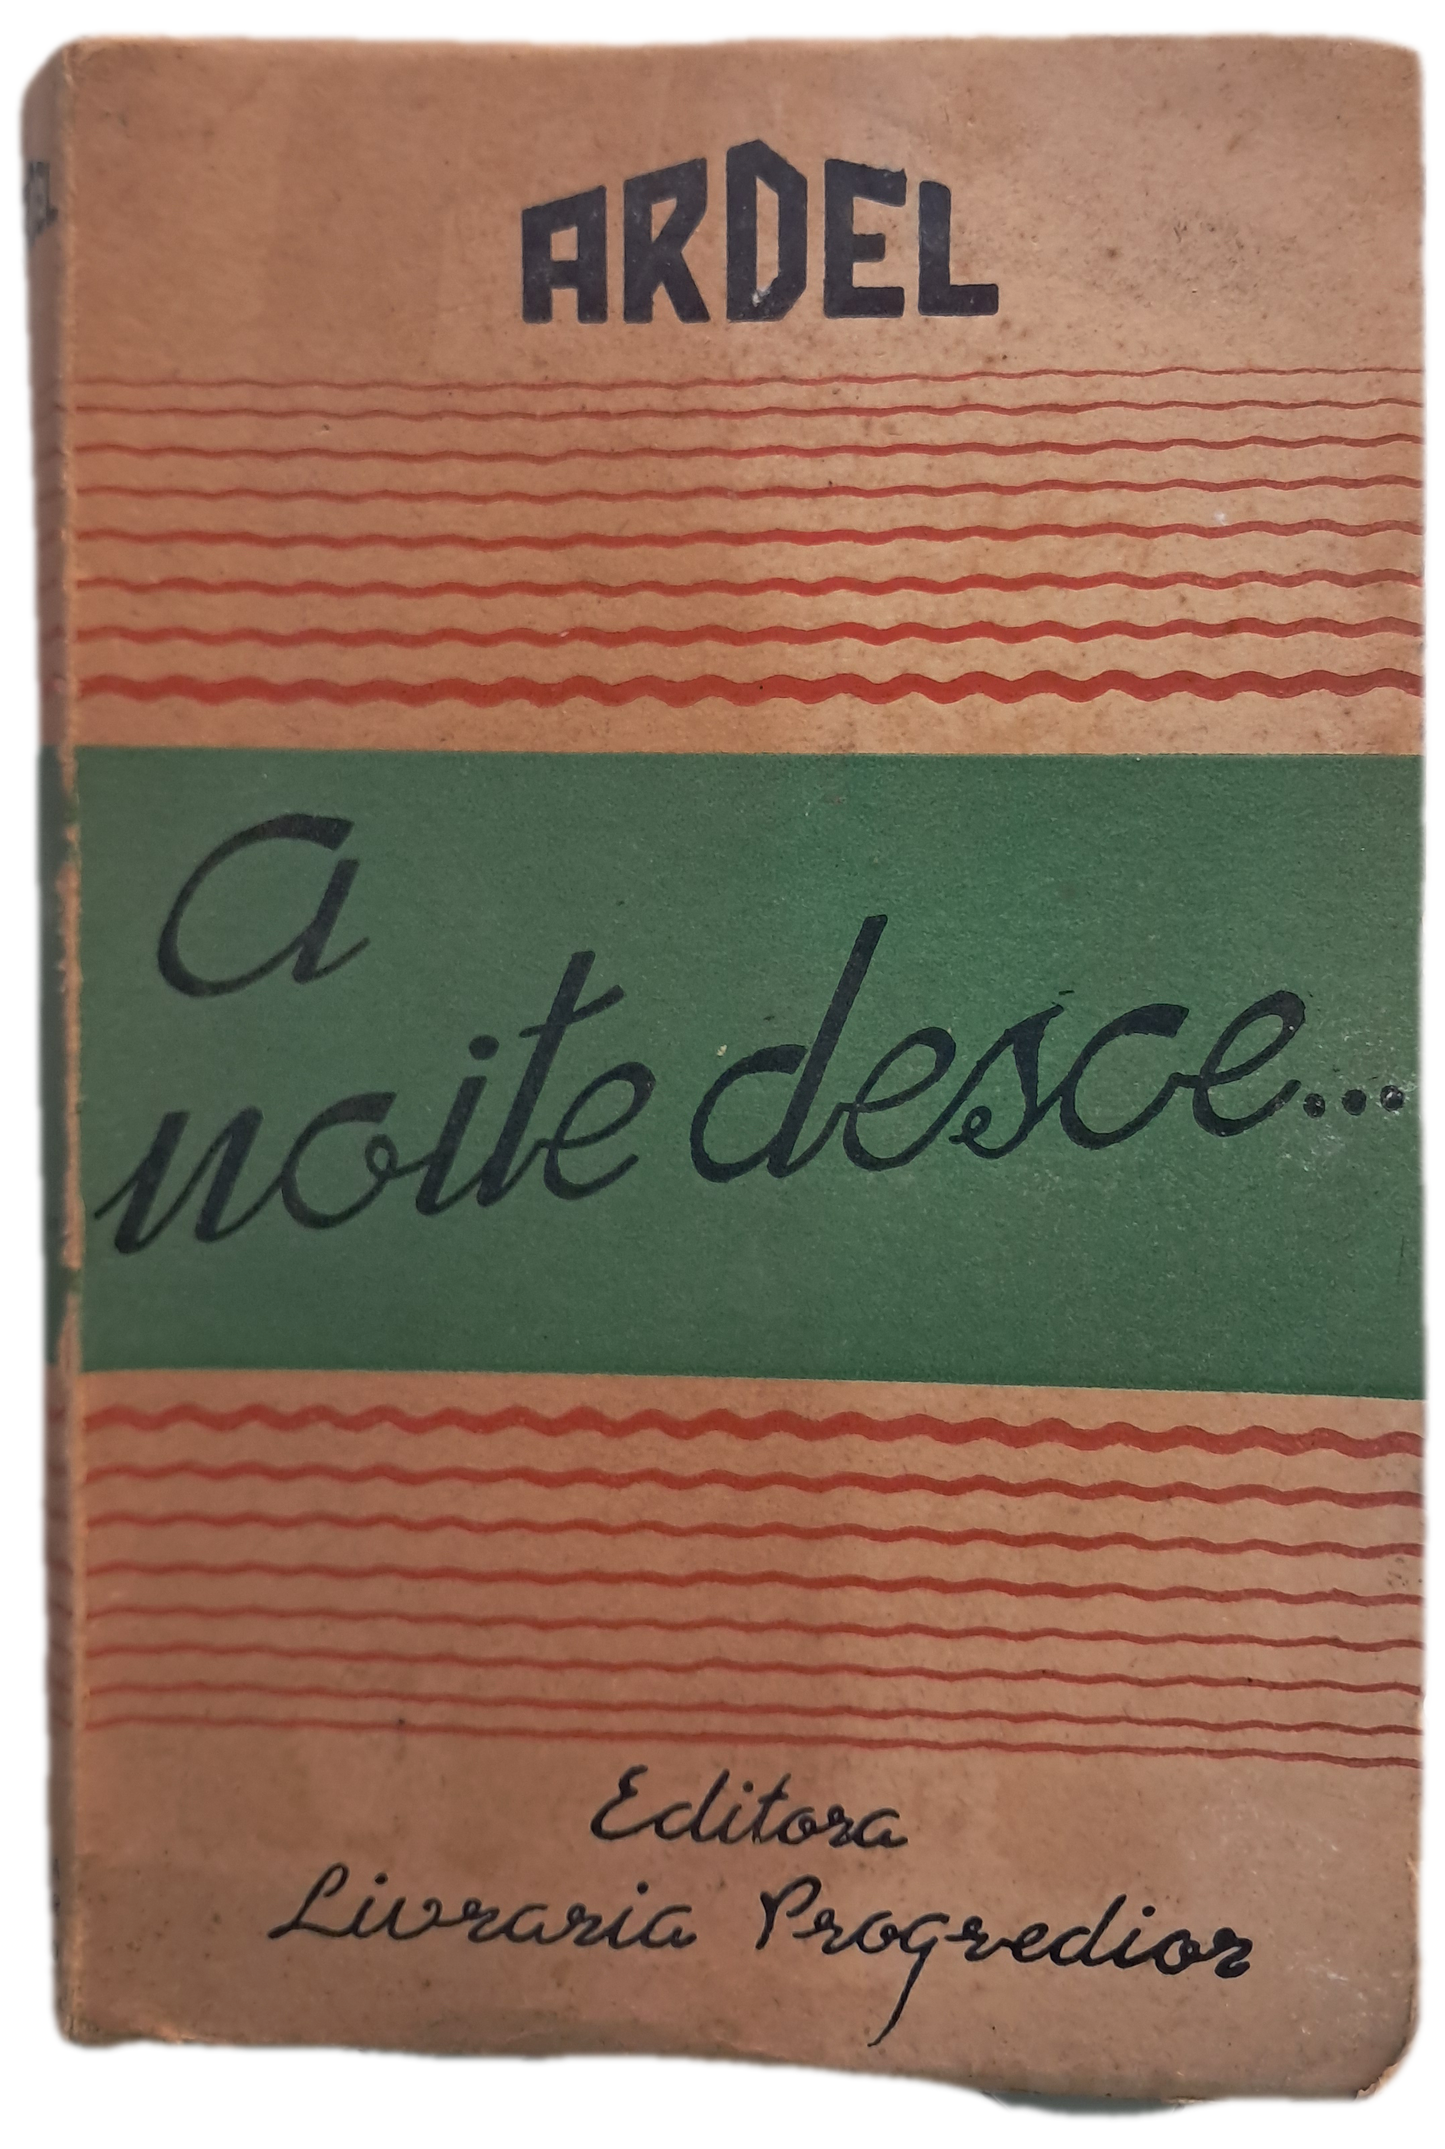 ARDEL
a
noite desce...
Editora
Livraria Progredior